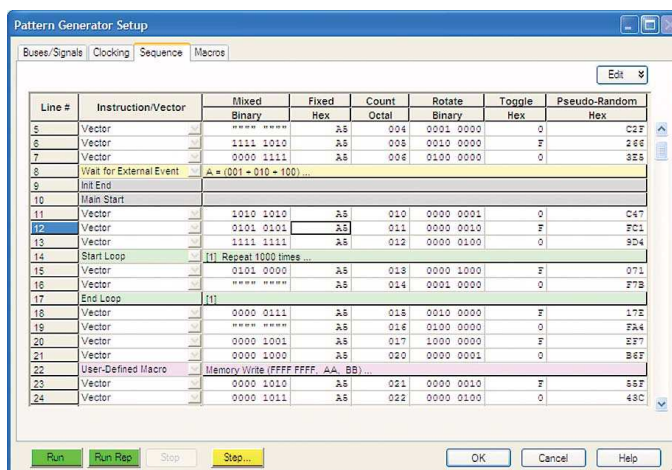 Pattern Generator Setup
Buses/Signals Clocking Sequence Macros
Edit
Line # Instruction/Vector Mixed Fixed Count Rotate Toggle Pseudo-Random
Binary Hex Octal Binary Hex Hex
5 Vector """" """" A5 004 0001 0000 0 C2F
6 Vector 1111 1010 A5 005 0010 0000 F 266
7 Vector 0000 1111 A5 006 0100 0000 0 3E5
8 Wait for External Event A = (001 + 010 + 100) ...
9 Init End
10 Main Start
11 Vector 1010 1010 A5 010 0000 0001 0 C47
12 Vector 0101 0101 A5 011 0000 0010 F FC1
13 Vector 1111 1111 A5 012 0000 0100 0 9D4
14 Start Loop [1] Repeat 1000 times ...
15 Vector 0101 0000 A5 013 0000 1000 F 071
16 Vector """" """" A5 014 0001 0000 0 F7B
17 End Loop [1]
18 Vector 0000 0111 A5 015 0010 0000 F 17E
19 Vector """" """" A5 016 0100 0000 0 FA4
20 Vector 0000 1001 A5 017 1000 0000 F EF7
21 Vector 0000 1000 A5 020 0000 0001 0 B6F
22 User-Defined Macro Memory Write (FFFF FFFF, AA, BB) ...
23 Vector 0000 1010 A5 021 0000 0010 F 55F
24 Vector 0000 1011 A5 022 0000 0100 0 43C
Run Run Rep Stop Step... OK Cancel Help